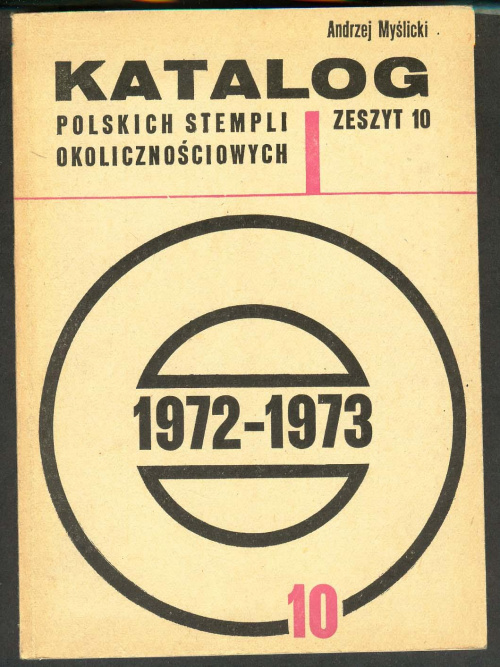 Andrzej Myślicki
KATALOG
POLSKICH STEMPLI
OKOLICZNOŚCIOWYCH
ZESZYT 10
1972-1973
10